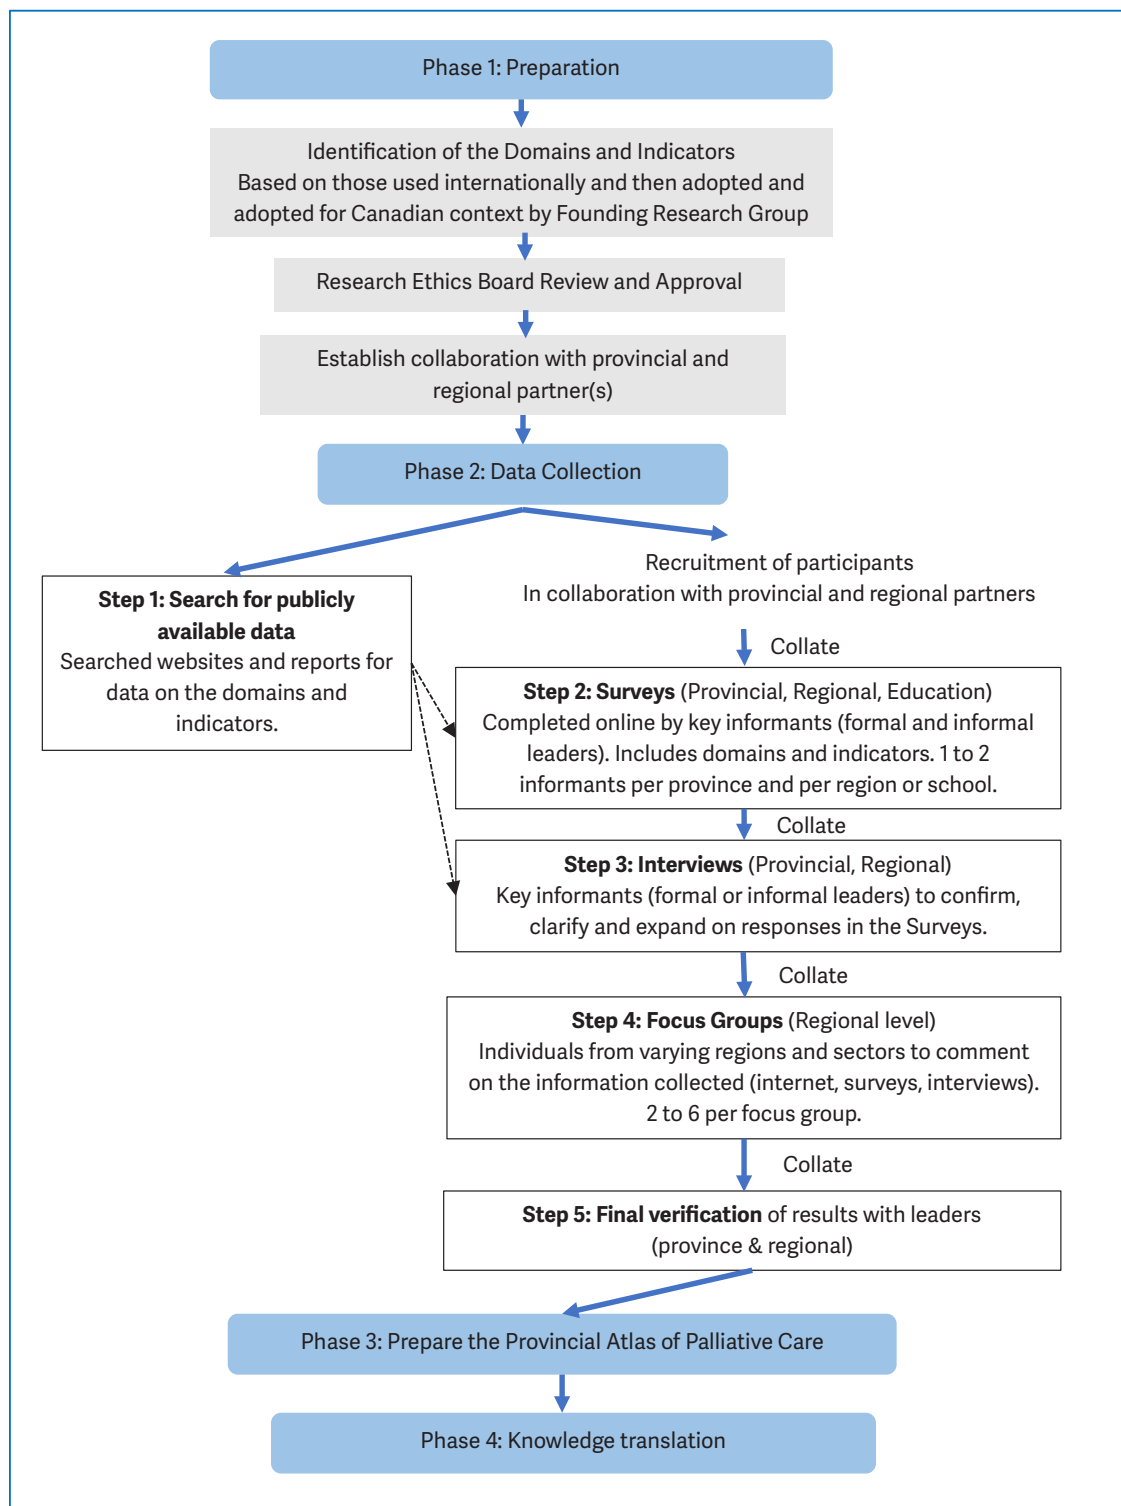 Phase 1: Preparation
Identification of the Domains and Indicators
Based on those used internationally and then adopted and
adopted for Canadian context by Founding Research Group
Research Ethics Board Review and Approval
Establish collaboration with provincial and
regional partner(s)
Phase 2: Data Collection
Step 1: Search for publicly
available data
Searched websites and reports for
data on the domains and
indicators.
Recruitment of participants
In collaboration with provincial and regional partners
Collate
Step 2: Surveys (Provincial, Regional, Education)
Completed online by key informants (formal and informal
leaders). Includes domains and indicators. 1 to 2
informants per province and per region or school.
Collate
Step 3: Interviews (Provincial, Regional)
Key informants (formal or informal leaders) to confirm,
clarify and expand on responses in the Surveys.
Collate
Step 4: Focus Groups (Regional level)
Individuals from varying regions and sectors to comment
on the information collected (internet, surveys, interviews).
2 to 6 per focus group.
Collate
Step 5: Final verification of results with leaders
(province & regional)
Phase 3: Prepare the Provincial Atlas of Palliative Care
Phase 4: Knowledge translation